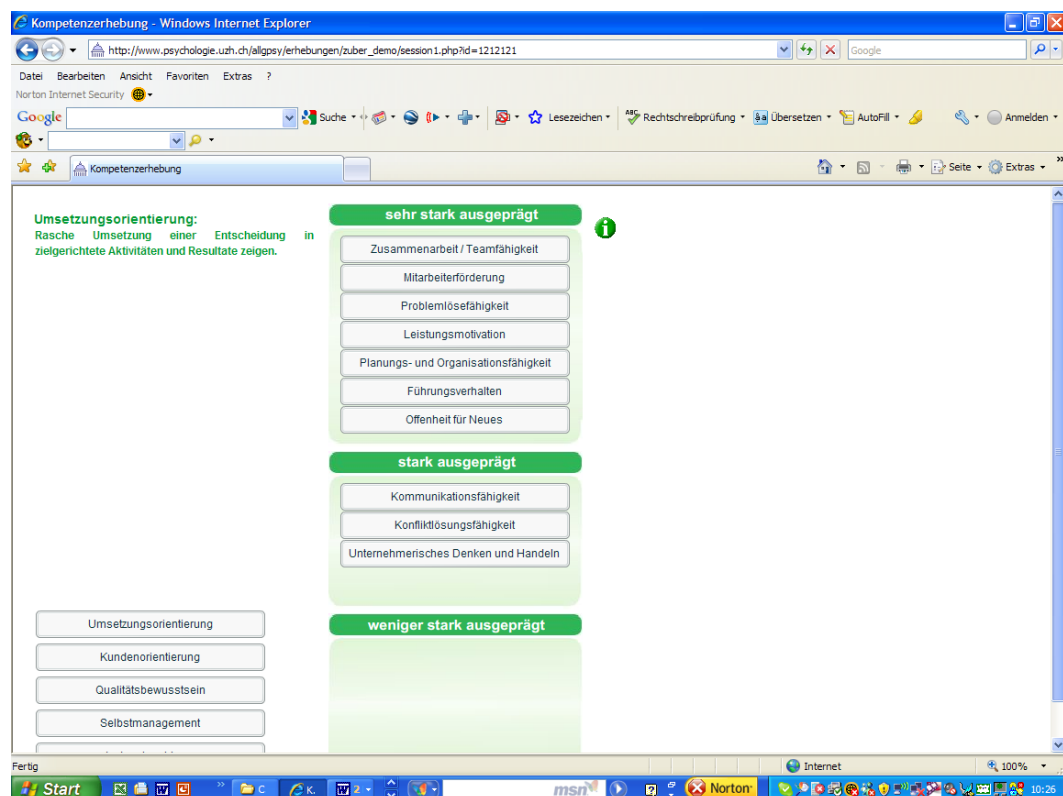 Kompetenzerhebung - Windows Internet Explorer
http://www.psychologie.uzh.ch/allgpsy/erhebungen/zuber_demo/session1.php?id=1212121
Google
Datei Bearbeiten Ansicht Favoriten Extras ?
Norton Internet Security
Google Suche Lesezeichen Rechtschreibprüfung Übersetzen AutoFill Anmelden
Kompetenzerhebung
Seite Extras
Umsetzungsorientierung:
Rasche Umsetzung einer Entscheidung in
zielgerichtete Aktivitäten und Resultate zeigen.
sehr stark ausgeprägt
Zusammenarbeit / Teamfähigkeit
Mitarbeiterförderung
Problemlösefähigkeit
Leistungsmotivation
Planungs- und Organisationsfähigkeit
Führungsverhalten
Offenheit für Neues
stark ausgeprägt
Kommunikationsfähigkeit
Konfliktlösungsfähigkeit
Unternehmerisches Denken und Handeln
weniger stark ausgeprägt
Umsetzungsorientierung
Kundenorientierung
Qualitätsbewusstsein
Selbstmanagement
Fertig
Internet
100%
Start
C
K.
2
msn
Norton
10:26